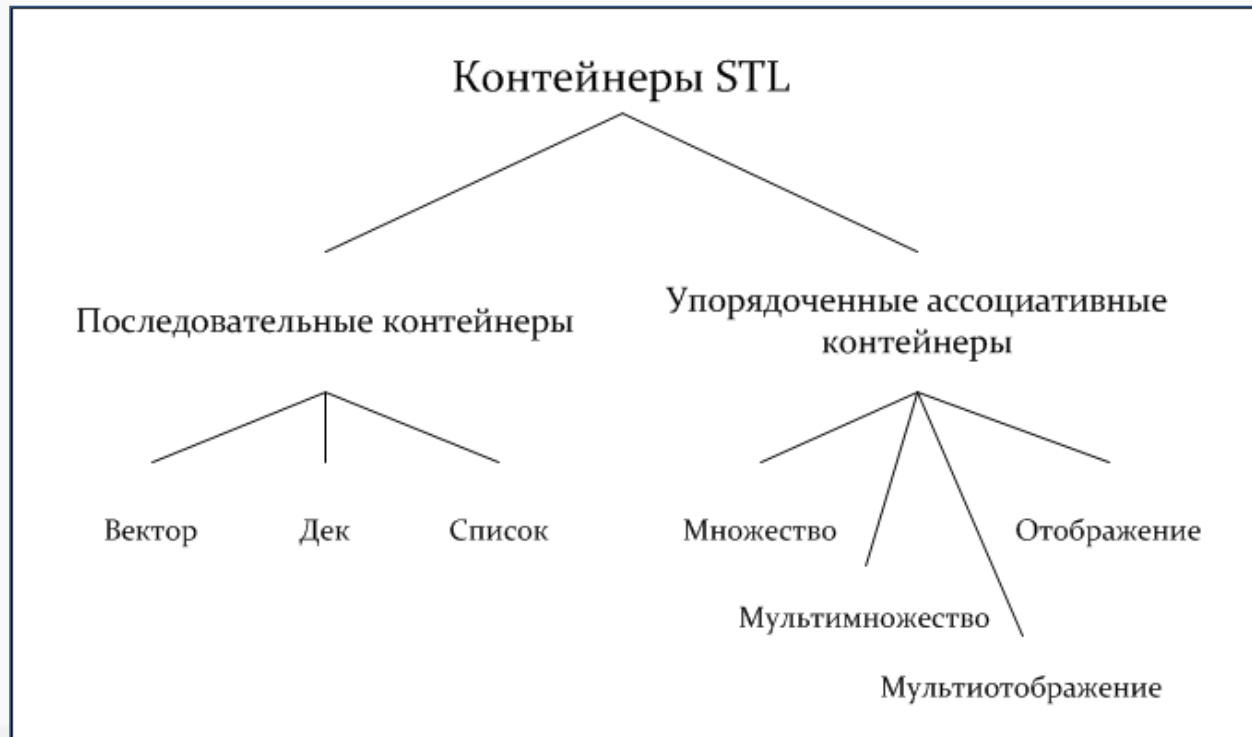 Контейнеры STL
Последовательные контейнеры
Упорядоченные ассоциативные
контейнеры
Вектор
Дек
Список
Множество
Отображение
Мультимножество
Мультиотображение